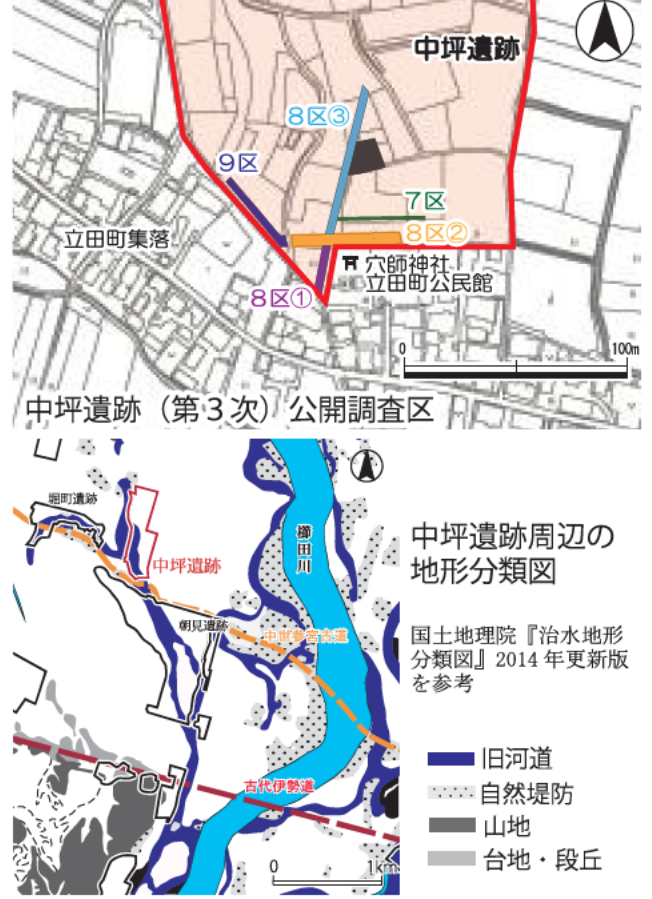 中坪遺跡
8区③
9区
7区
8区②
立田町集落
穴師神社
立田町公民館
8区①
0
100m
中坪遺跡（第3次）公開調査区
堀町遺跡
櫛田川
中坪遺跡
朝見遺跡
中世参宮古道
古代伊勢道
0
1km
中坪遺跡周辺の
地形分類図
国土地理院『治水地形
分類図』2014年更新版
を参考
旧河道
自然堤防
山地
台地・段丘